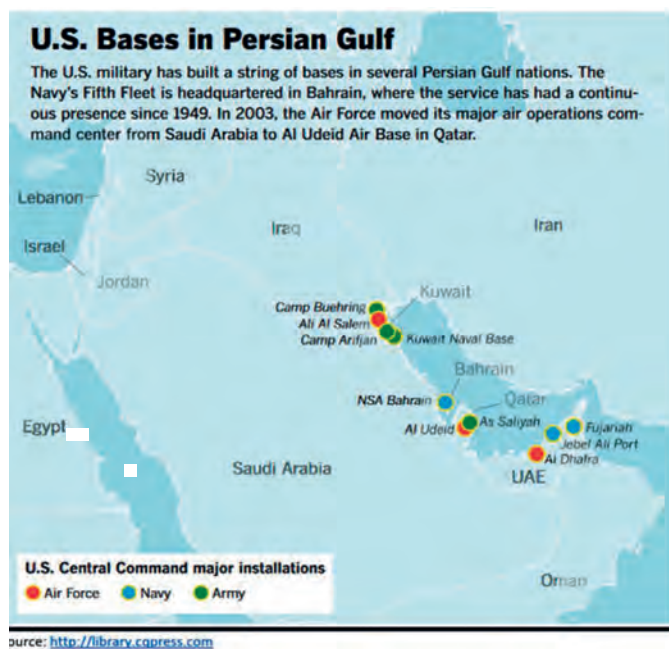 U.S. Bases in Persian Gulf
The U.S. military has built a string of bases in several Persian Gulf nations. The
Navy's Fifth Fleet is headquartered in Bahrain, where the service has had a continu-
ous presence since 1949. In 2003, the Air Force moved its major air operations com-
mand center from Saudi Arabia to Al Udeid Air Base in Qatar.
Syria
Lebanon
Iraq
Iran
Israel
Jordan
Kuwait
Camp Buehring
Ali Al Salem
Camp Arifjan
Kuwait Naval Base
Bahrain
NSA Bahrain
Qatar
As Saliyah
Al Udeid
Fujariah
Jebel Ali Port
Al Dhafra
Egypt
Saudi Arabia
UAE
Oman
U.S. Central Command major installations
Air Force
Navy
Army
ource: http://library.cqpress.com